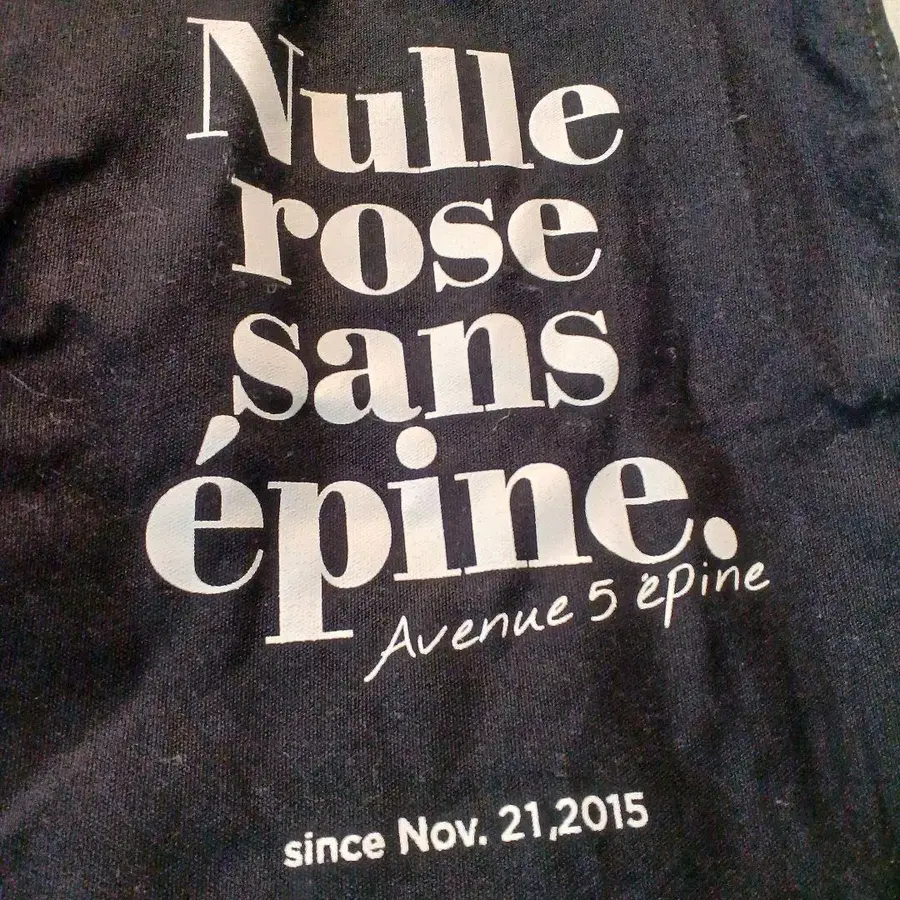 Nulle
rose
sans
épine.
Avenue 5 épine
since Nov. 21,2015